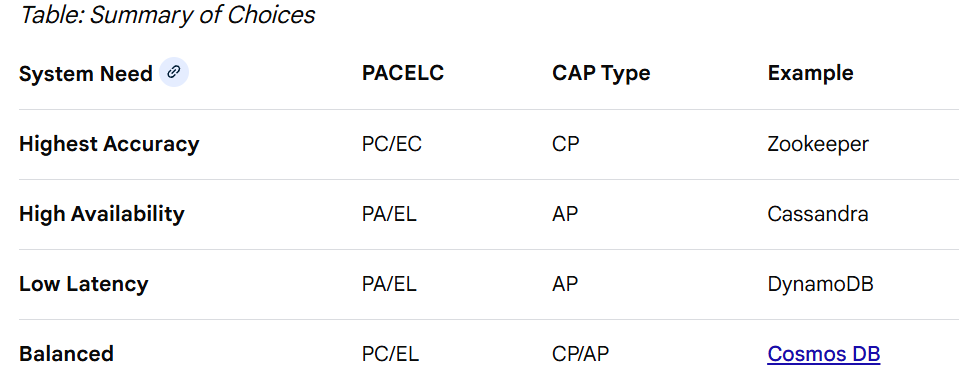 Table: Summary of Choices
System Need PACELC CAP Type Example
Highest Accuracy PC/EC CP Zookeeper
High Availability PA/EL AP Cassandra
Low Latency PA/EL AP DynamoDB
Balanced PC/EL CP/AP Cosmos DB